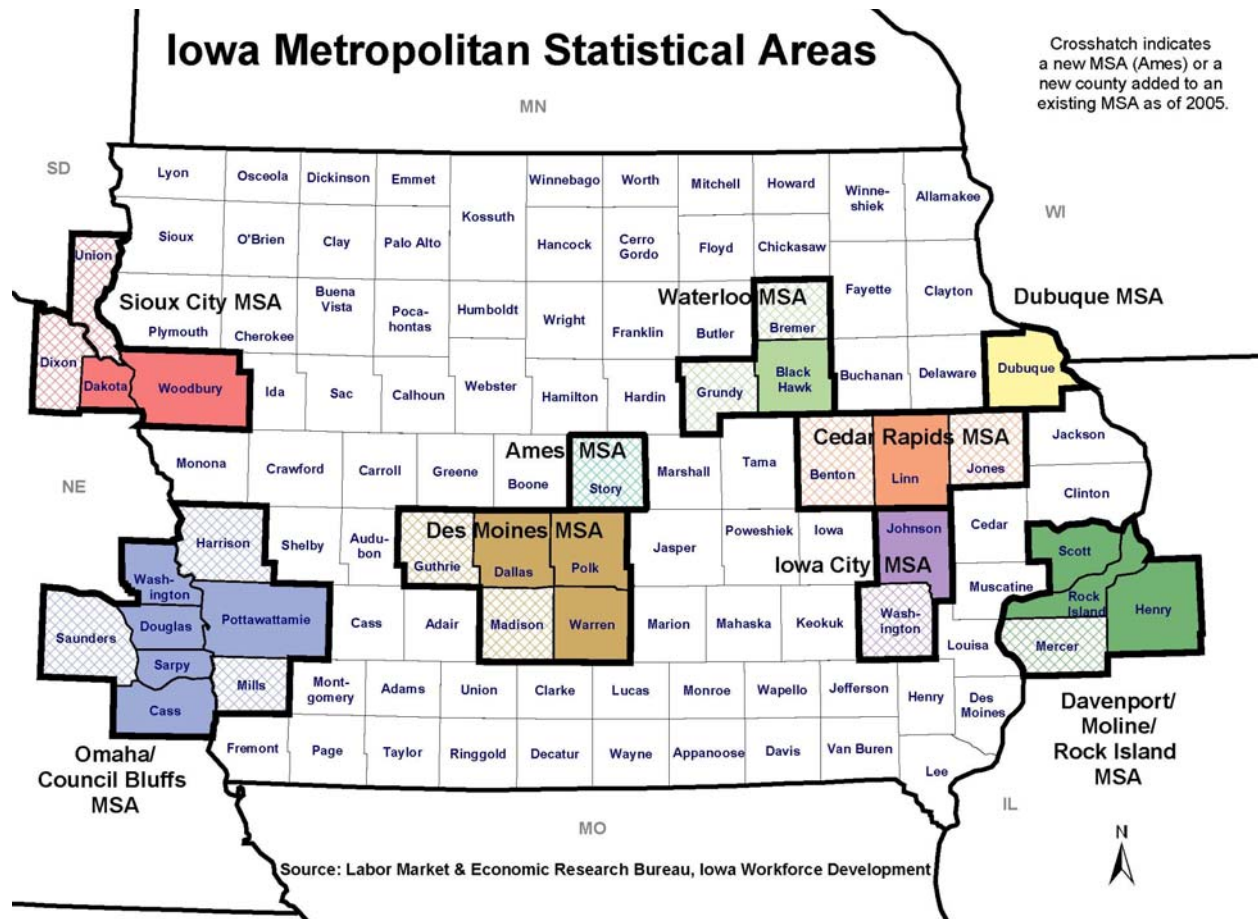 Iowa Metropolitan Statistical Areas
Crosshatch indicates
a new MSA (Ames) or a
new county added to an
existing MSA as of 2005.
MN
SD
WI
Lyon
Osceola
Dickinson
Emmet
Kossuth
Winnebago
Worth
Mitchell
Howard
Winne-
shiek
Allamakee
Sioux
O'Brien
Clay
Palo Alto
Hancock
Cerro
Gordo
Floyd
Chickasaw
Union
Sioux City MSA
Plymouth
Cherokee
Buena
Vista
Poca-
hontas
Humboldt
Wright
Franklin
Waterloo MSA
Butler
Bremer
Fayette
Clayton
Dubuque MSA
Dixon
Dakota
Woodbury
Ida
Sac
Calhoun
Webster
Hamilton
Hardin
Grundy
Black
Hawk
Buchanan
Delaware
Dubuque
NE
Monona
Crawford
Carroll
Greene
Ames MSA
Boone
Story
Marshall
Tama
Cedar Rapids MSA
Benton
Linn
Jones
Jackson
Clinton
Harrison
Shelby
Audu-
bon
Des Moines MSA
Guthrie
Dallas
Polk
Jasper
Poweshiek
Iowa
Johnson
Iowa City MSA
Cedar
Scott
Muscatine
Wash-
ington
Saunders
Douglas
Pottawattamie
Sarpy
Cass
Mills
Cass
Adair
Madison
Warren
Marion
Mahaska
Keokuk
Wash-
ington
Louisa
Rock
Island
Henry
Mercer
Mont-
gomery
Adams
Union
Clarke
Lucas
Monroe
Wapello
Jefferson
Henry
Des
Moines
Fremont
Page
Taylor
Ringgold
Decatur
Wayne
Appanoose
Davis
Van Buren
Lee
Omaha/
Council Bluffs
MSA
Davenport/
Moline/
Rock Island
MSA
IL
MO
N
Source: Labor Market & Economic Research Bureau, Iowa Workforce Development